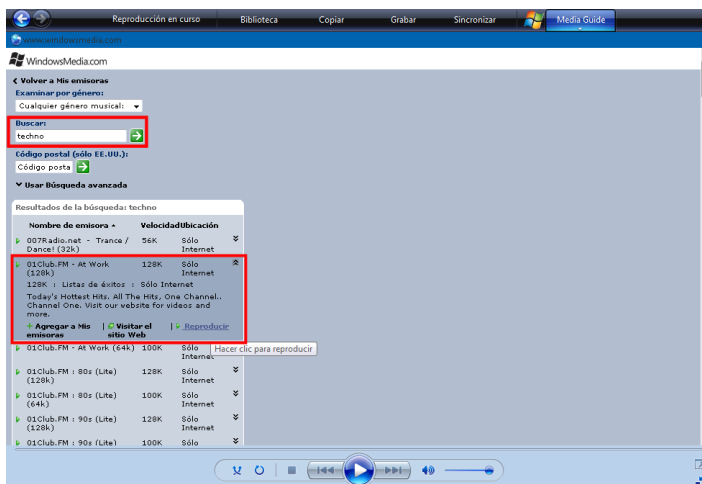 Reproducción en curso Biblioteca Copiar Grabar Sincronizar Media Guide
www.windowsmedia.com
WindowsMedia.com
Volver a Mis emisoras
Examinar por género:
Cualquier género musical:
Buscar:
techno
Código postal (sólo EE.UU.):
Código posta
Usar Búsqueda avanzada
Resultados de la búsqueda: techno
Nombre de emisora Velocidad Ubicación
007Radio.net - Trance / 56K Sólo
Dance! (32k) Internet
01Club.FM - At Work 128K Sólo
(128k) Internet
128K : Listas de éxitos : Sólo Internet
Today's Hottest Hits. All The Hits, One Channel..
Channel One. Visit our website for videos and
more.
+ Agregar a Mis | Visitar el | Reproducir
emisoras sitio Web
01Club.FM - At Work (64k) 100K Sólo Hacer clic para reproducir
Internet
01Club.FM : 80s (Lite) 128K Sólo
(128k) Internet
01Club.FM : 80s (Lite) 100K Sólo
(64k) Internet
01Club.FM : 90s (Lite) 128K Sólo
(128k) Internet
01Club.FM : 90s (Lite) 100K Sólo